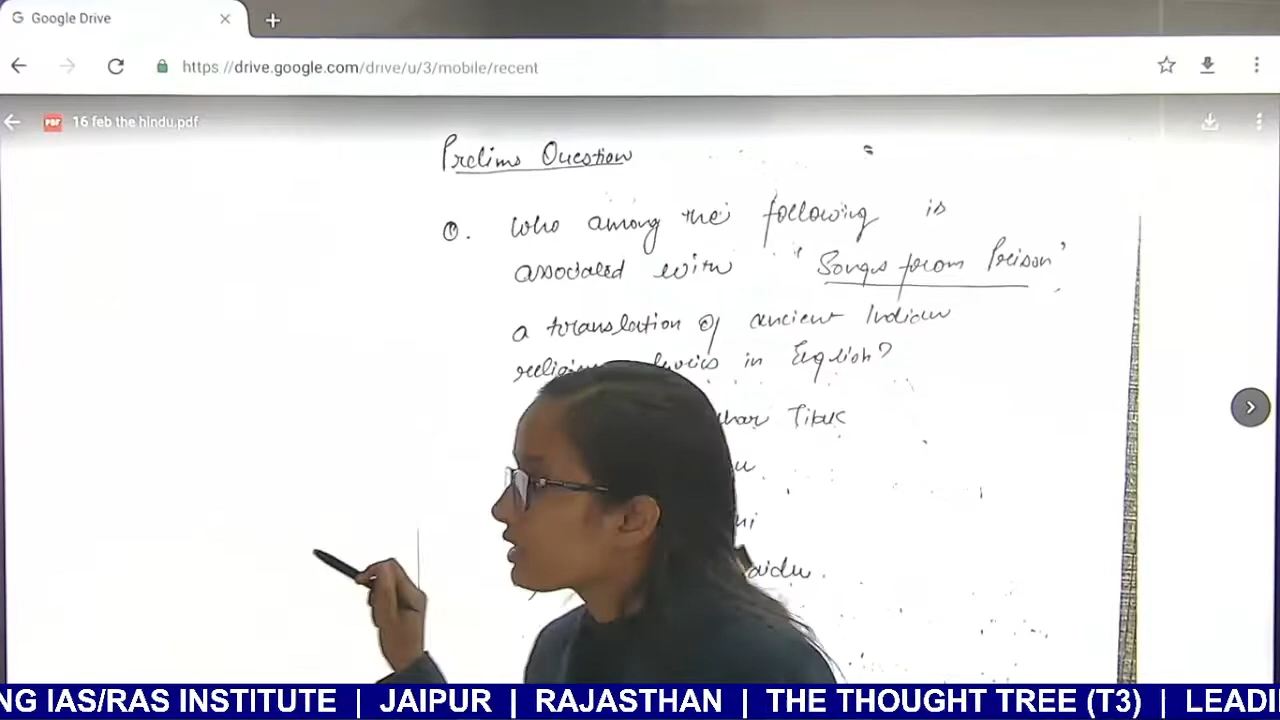 Google Drive
https://drive.google.com/drive/u/3/mobile/recent
16 feb the hindu.pdf
Prelims Question
Q. Who among the following is
associated with "Songs from Prison"
a translation of ancient Indian
in English?
Tilak
NG IAS/RAS INSTITUTE | JAIPUR | RAJASTHAN | THE THOUGHT TREE (T3) | LEADI